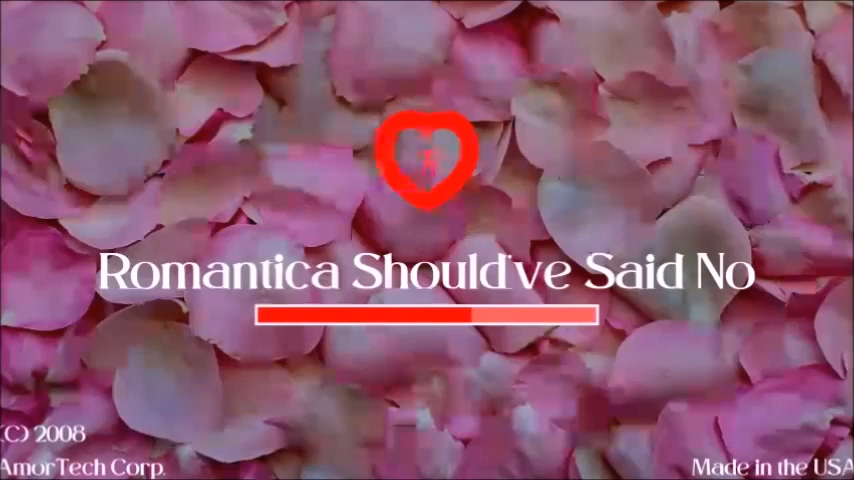 Romantica Should've Said No
(C) 2008
AmorTech Corp.
Made in the USA